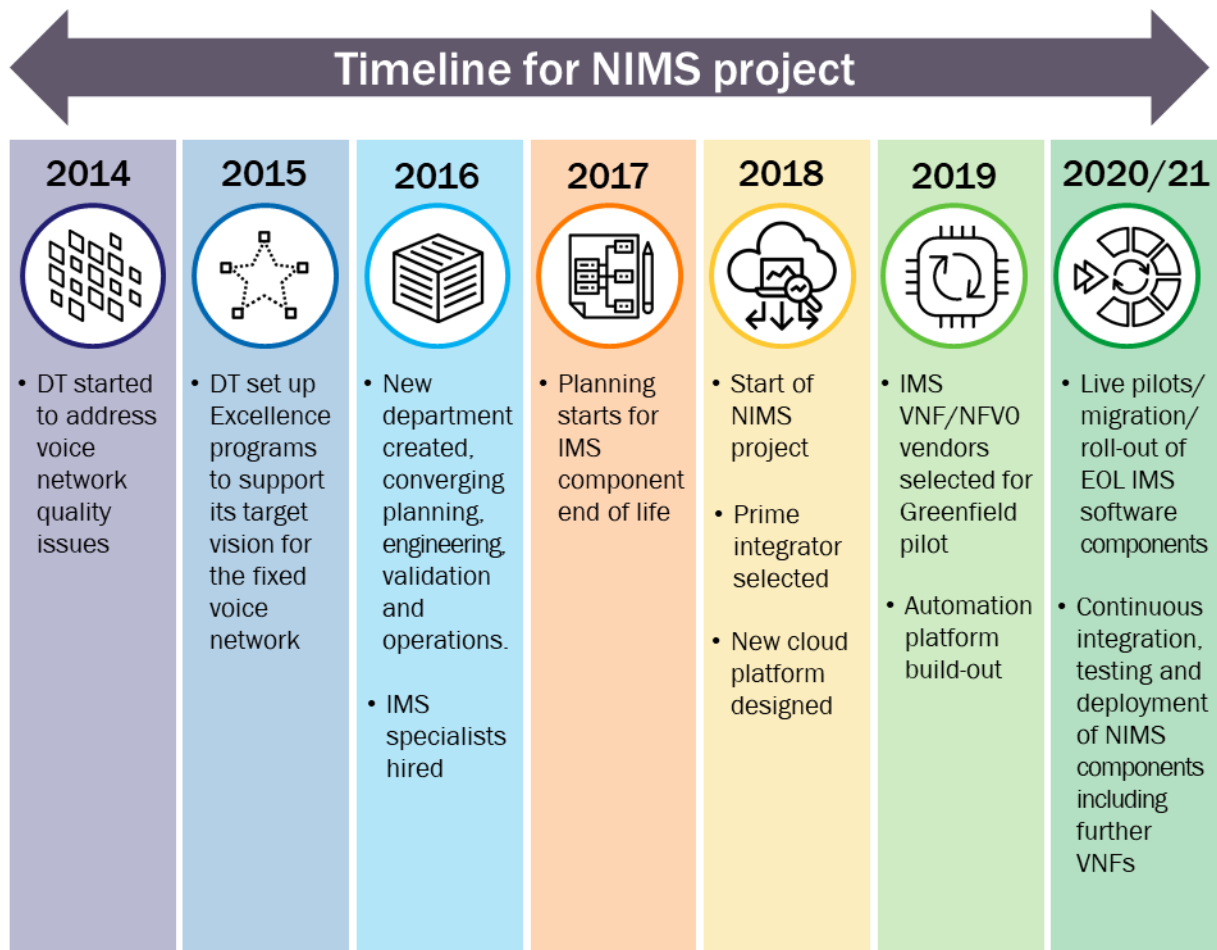 Timeline for NIMS project
2014
• DT started
to address
voice
network
quality
issues
2015
• DT set up
Excellence
programs
to support
its target
vision for
the fixed
voice
network
2016
• New
department
created,
converging
planning,
engineering,
validation
and
operations.
• IMS
specialists
hired
2017
• Planning
starts for
IMS
component
end of life
2018
• Start of
NIMS
project
• Prime
integrator
selected
• New cloud
platform
designed
2019
• IMS
VNF/NFVO
vendors
selected for
Greenfield
pilot
• Automation
platform
build-out
2020/21
• Live pilots/
migration/
roll-out of
EOL IMS
software
components
• Continuous
integration,
testing and
deployment
of NIMS
components
including
further
VNFs